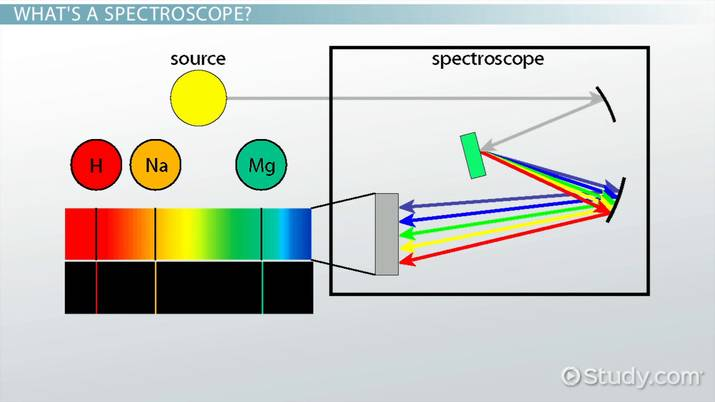 WHAT'S A SPECTROSCOPE?
source
spectroscope
H
Na
Mg
Study.com